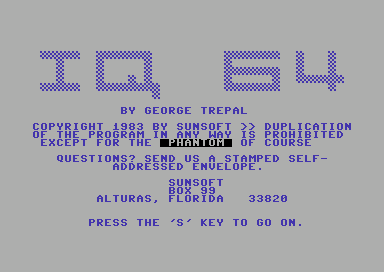 IQ 64
BY GEORGE TREPAL
COPYRIGHT 1983 BY SUNSOFT >> DUPLICATION
OF THE PROGRAM IN ANY WAY IS PROHIBITED
EXCEPT FOR THE PHANTOM OF COURSE
QUESTIONS? SEND US A STAMPED SELF-
ADDRESSED ENVELOPE.
SUNSOFT
BOX 99
ALTURAS, FLORIDA 33820
PRESS THE 'S' KEY TO GO ON.